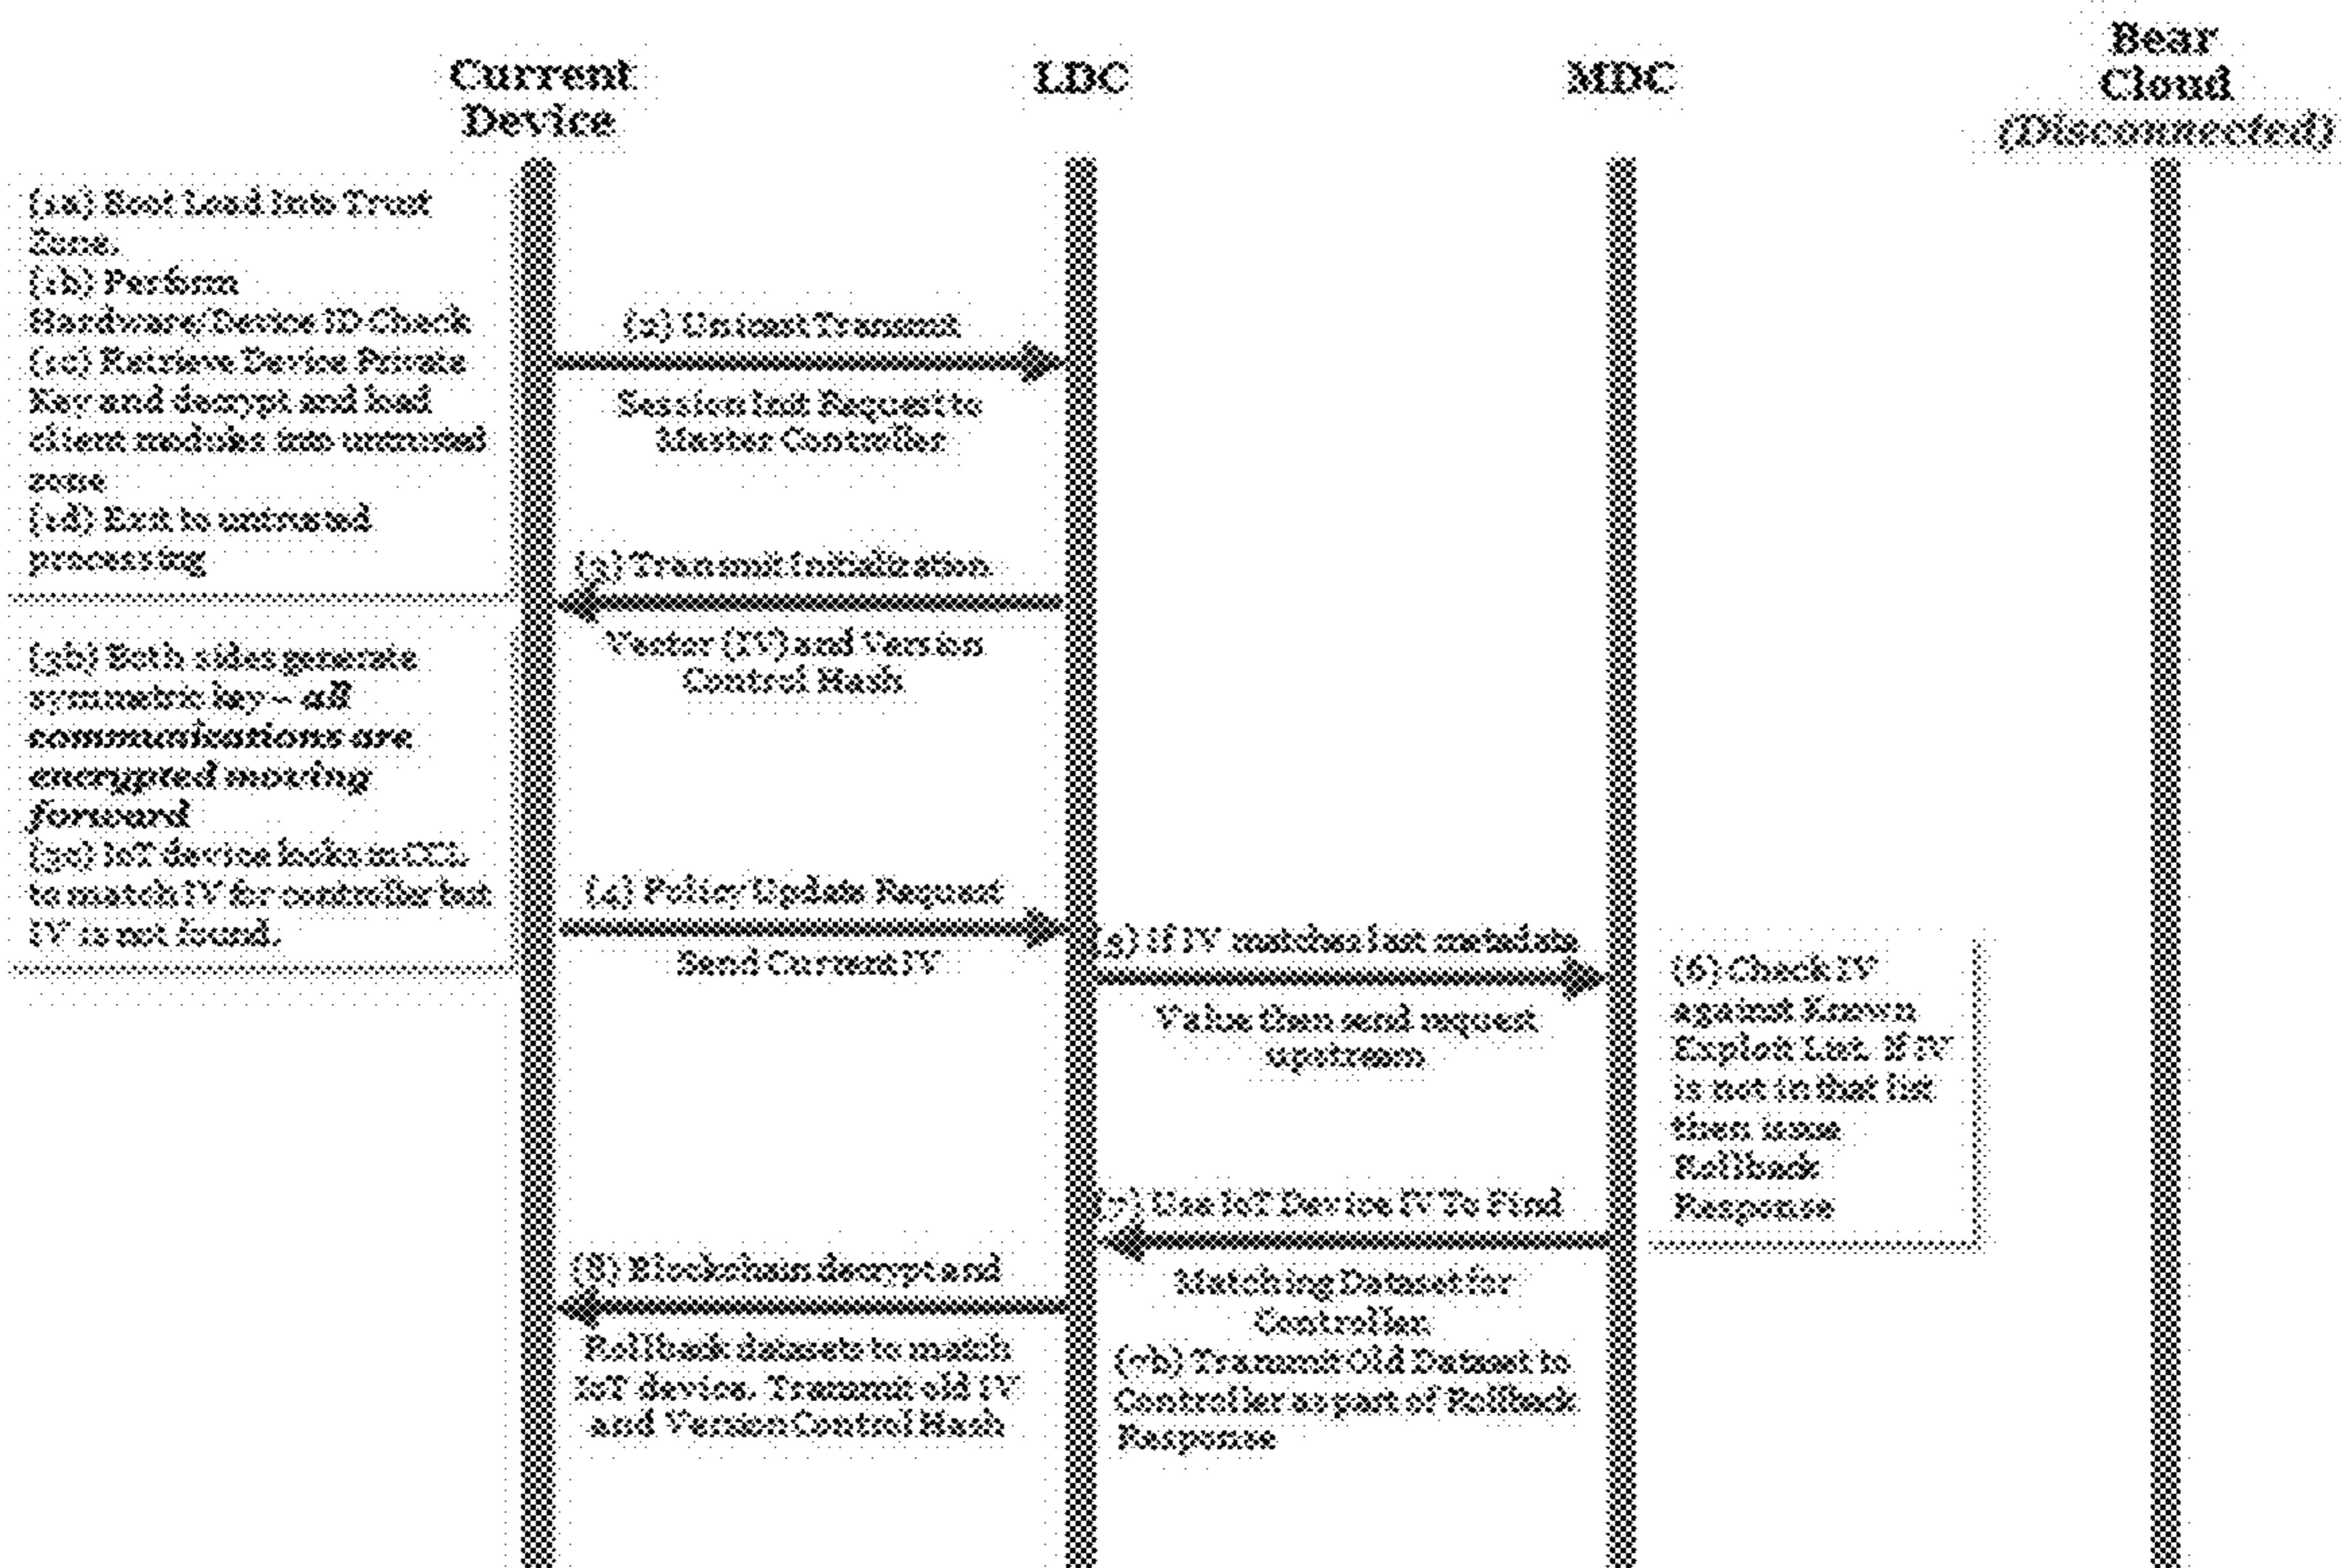 Current
Device
LDC
MDC
Bear
Cloud
(Disconnected)
(1a) Boot Load Into Trust
Zone.
(1b) Perform
Hardware/Device ID Check
(1c) Retrieve Device Private
Key and decrypt and load
client modules into untrusted
zone
(1d) Exit to untrusted
processing
(2) Unicast Transmit
Session Init Request to
Master Controller
(3) Transmit Initialization
Vector (IV) and Version
Control Hash
(3b) Both sides generate
symmetric key – all
communications are
encrypted moving
forward
(3c) IoT device looks in CCL
to match IV for controller but
IV is not found.
(4) Policy Update Request
Send Current IV
5) If IV matches last metadata
Value then send request
upstream
(6) Check IV
against Known
Exploit List. If IV
is not in that list
then issue
Rollback
Response
(7) Use IoT Device IV To Find
Matching Dataset for
Controller.
(7b) Transmit Old Dataset to
Controller as part of Rollback
Response
(8) Blockchain decrypt and
Rollback datasets to match
IoT device. Transmit old IV
and Version Control Hash